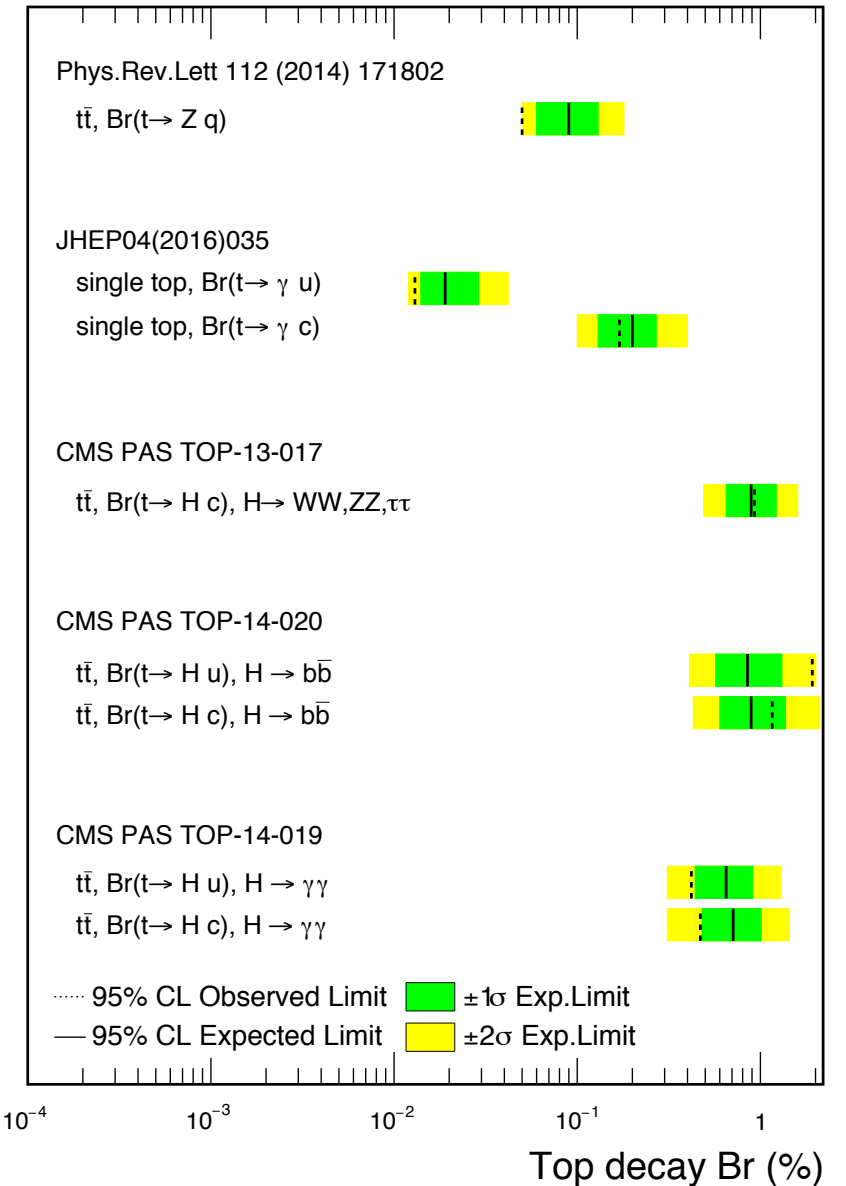 Phys.Rev.Lett 112 (2014) 171802
tt̄, Br(t→ Z q)
JHEP04(2016)035
single top, Br(t→ γ u)
single top, Br(t→ γ c)
CMS PAS TOP-13-017
tt̄, Br(t→ H c), H→ WW,ZZ,ττ
CMS PAS TOP-14-020
tt̄, Br(t→ H u), H → bb̄
tt̄, Br(t→ H c), H → bb̄
CMS PAS TOP-14-019
tt̄, Br(t→ H u), H → γγ
tt̄, Br(t→ H c), H → γγ
95% CL Observed Limit ±1σ Exp.Limit
95% CL Expected Limit ±2σ Exp.Limit
10⁻⁴ 10⁻³ 10⁻² 10⁻¹ 1
Top decay Br (%)